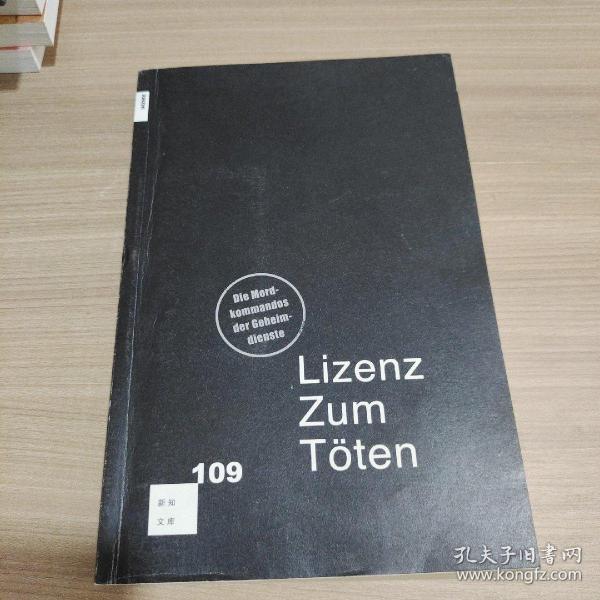 Die Mord-
kommandos
der Geheim-
dienste
Lizenz
Zum
Töten
109
新知
文库
孔夫子旧书网
www.kongfz.com